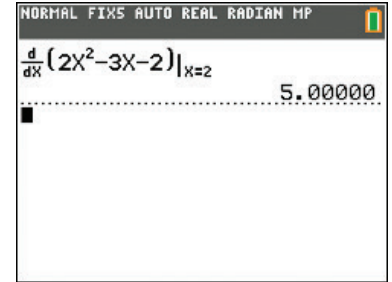 NORMAL FIX5 AUTO REAL RADIAN MP
d/dX(2X²-3X-2)|X=2
5.00000